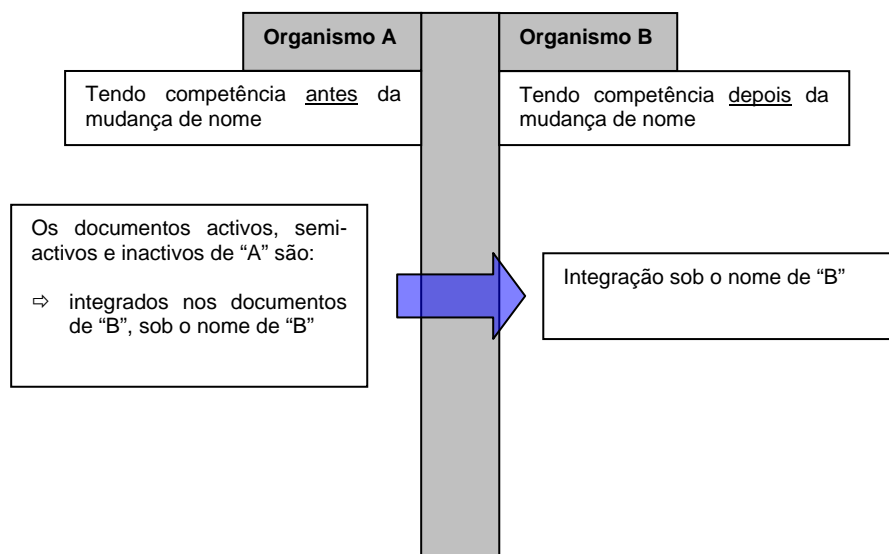 Organismo A
Organismo B
Tendo competência antes da
mudança de nome
Tendo competência depois da
mudança de nome
Os documentos activos, semi-
activos e inactivos de “A” são:
⇨ integrados nos documentos
de “B”, sob o nome de “B”
Integração sob o nome de “B”